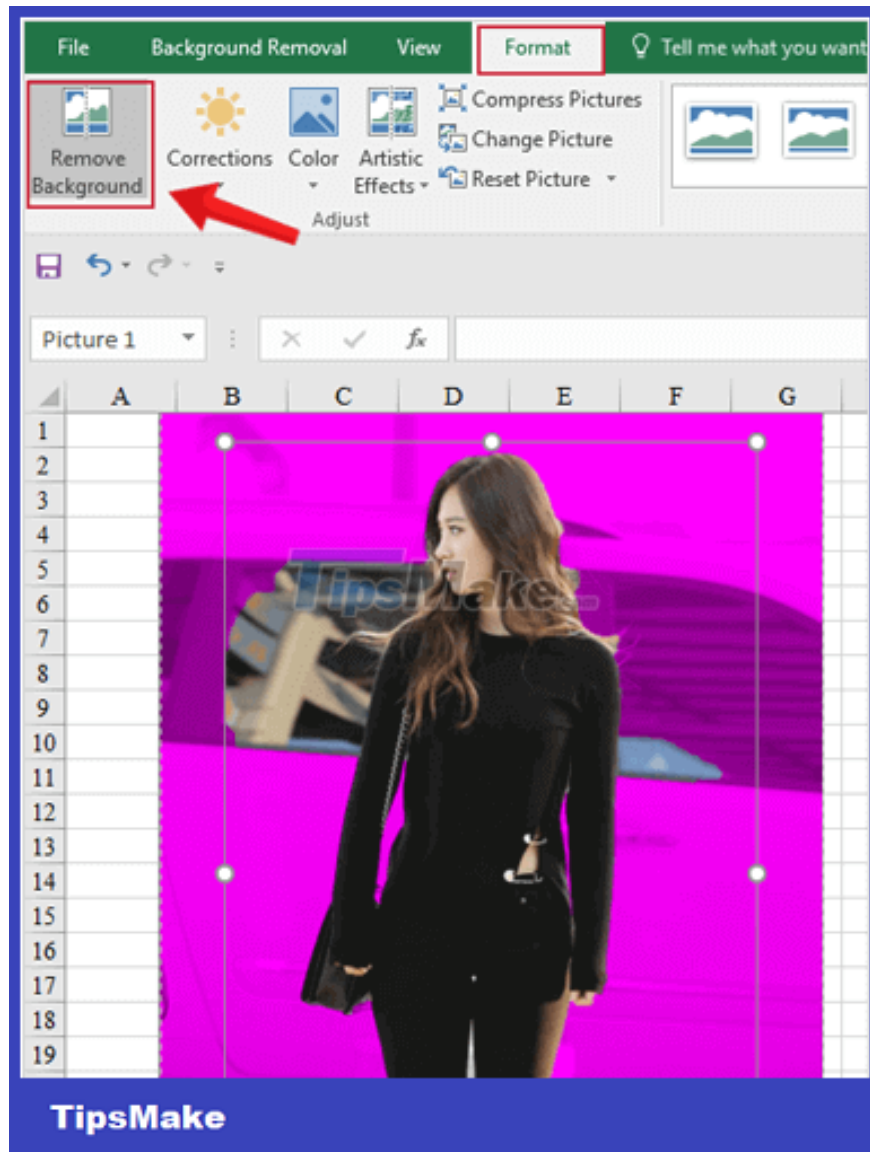 File Background Removal View Format Tell me what you want
Remove Background
Corrections
Color
Artistic Effects
Compress Pictures
Change Picture
Reset Picture
Adjust
Picture 1
fx
A B C D E F G
1
2
3
4
5
6
7
8
9
10
11
12
13
14
15
16
17
18
19
TipsMake.com
TipsMake